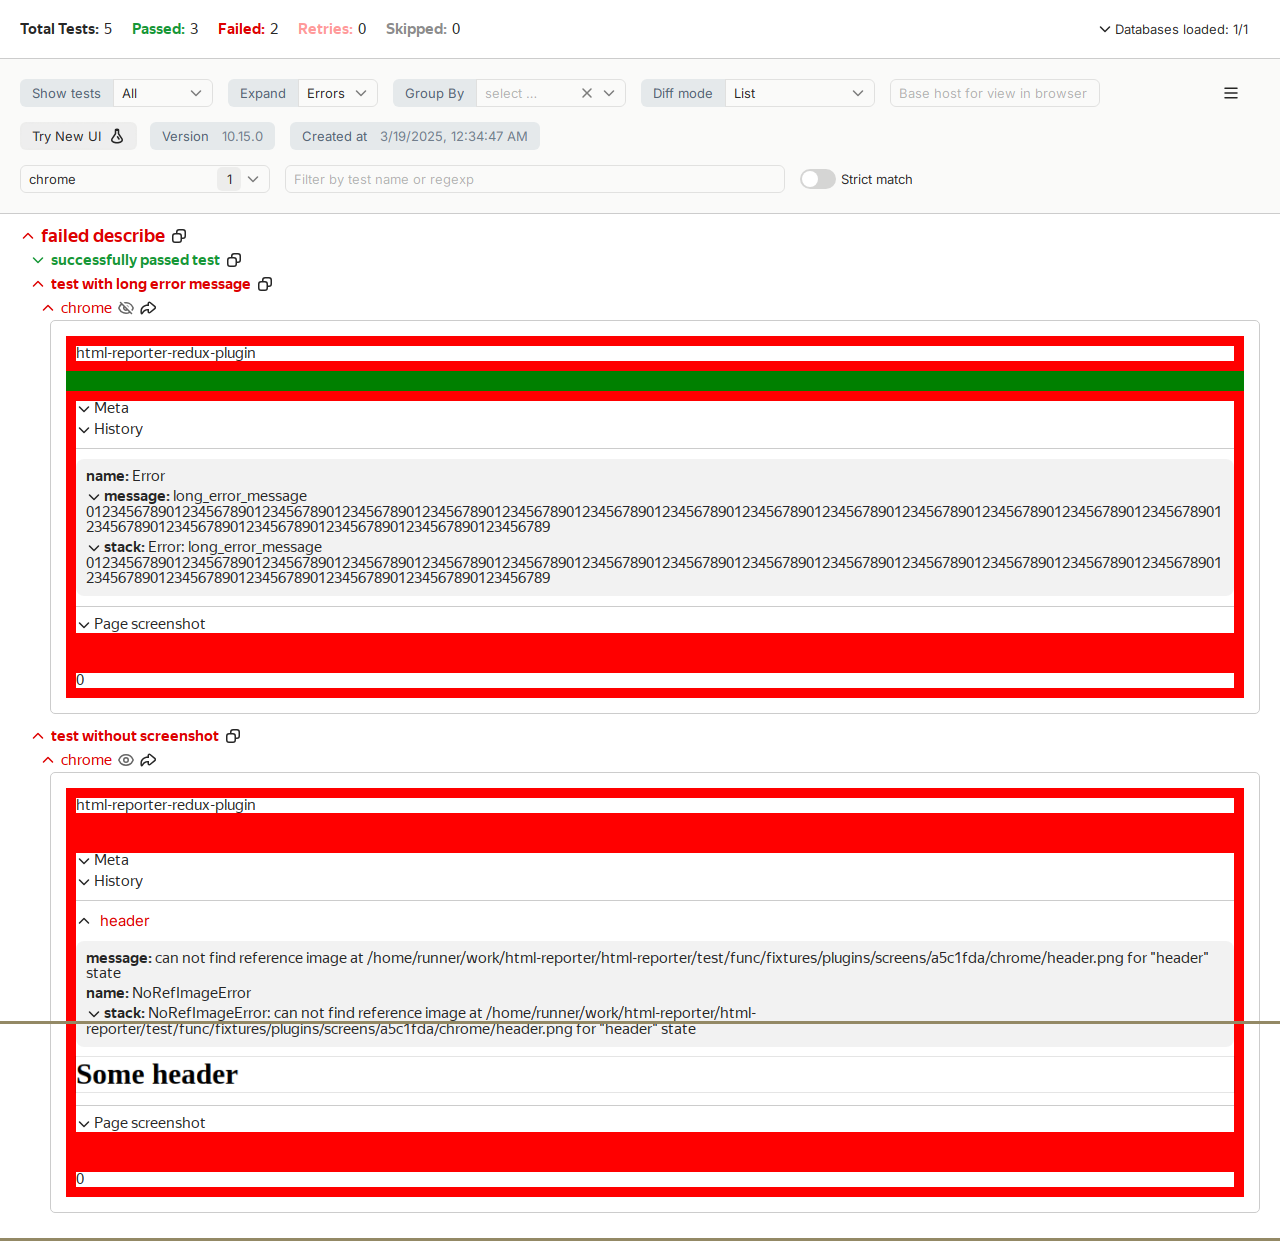 Total Tests: 5 Passed: 3 Failed: 2 Retries: 0 Skipped: 0 Databases loaded: 1/1
Show tests All Expand Errors Group By select ... Diff mode List Base host for view in browser
Try New UI Version 10.15.0 Created at 3/19/2025, 12:34:47 AM
chrome 1 Filter by test name or regexp Strict match
failed describe
successfully passed test
test with long error message
chrome
html-reporter-redux-plugin
Meta
History
name: Error
message: long_error_message
01234567890123456789012345678901234567890123456789012345678901234567890123456789012345678901234567890123456789012345678901234567890123456789012345678901
2345678901234567890123456789012345678901234567890123456789
stack: Error: long_error_message
01234567890123456789012345678901234567890123456789012345678901234567890123456789012345678901234567890123456789012345678901234567890123456789012345678901
2345678901234567890123456789012345678901234567890123456789
Page screenshot
0
test without screenshot
chrome
html-reporter-redux-plugin
Meta
History
header
message: can not find reference image at /home/runner/work/html-reporter/html-reporter/test/func/fixtures/plugins/screens/a5c1fda/chrome/header.png for "header"
state
name: NoRefImageError
stack: NoRefImageError: can not find reference image at /home/runner/work/html-reporter/html-
reporter/test/func/fixtures/plugins/screens/a5c1fda/chrome/header.png for "header" state
Some header
Page screenshot
0